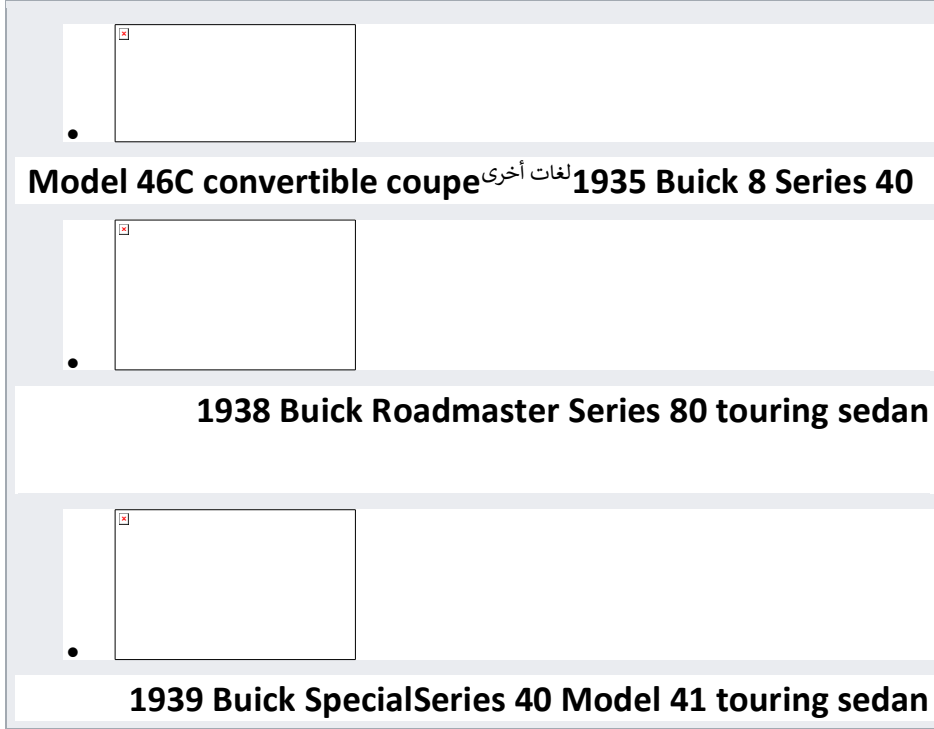 1935 Buick 8 Series 40 لغات أخرى Model 46C convertible coupe
1938 Buick Roadmaster Series 80 touring sedan
1939 Buick SpecialSeries 40 Model 41 touring sedan